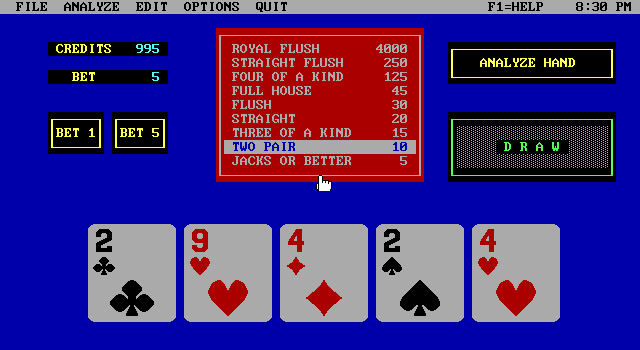 FILE ANALYZE EDIT OPTIONS QUIT F1=HELP 8:30 PM
CREDITS 995
BET 5
BET 1 BET 5
ROYAL FLUSH 4000
STRAIGHT FLUSH 250
FOUR OF A KIND 125
FULL HOUSE 45
FLUSH 30
STRAIGHT 20
THREE OF A KIND 15
TWO PAIR 10
JACKS OR BETTER 5
ANALYZE HAND
D R A W
2 9 4 2 4